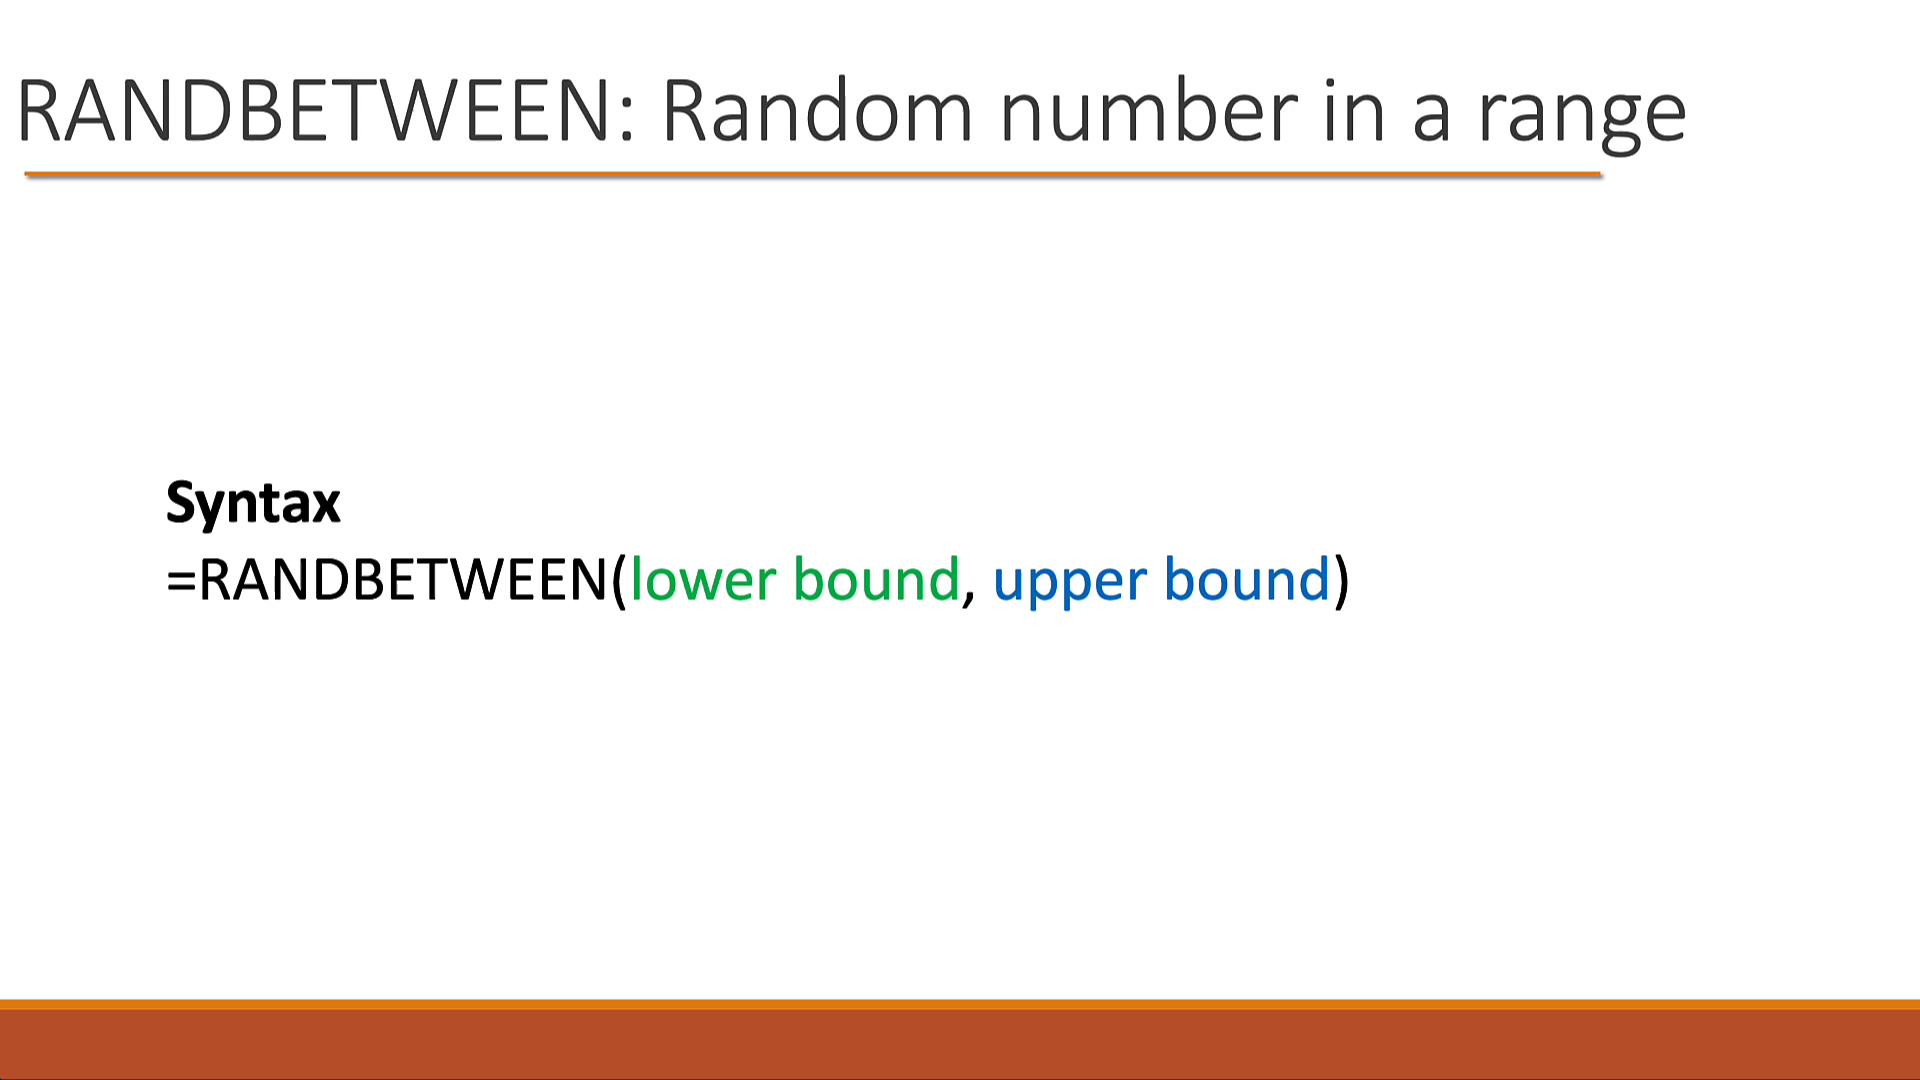 RANDBETWEEN: Random number in a range
Syntax
=RANDBETWEEN(lower bound, upper bound)